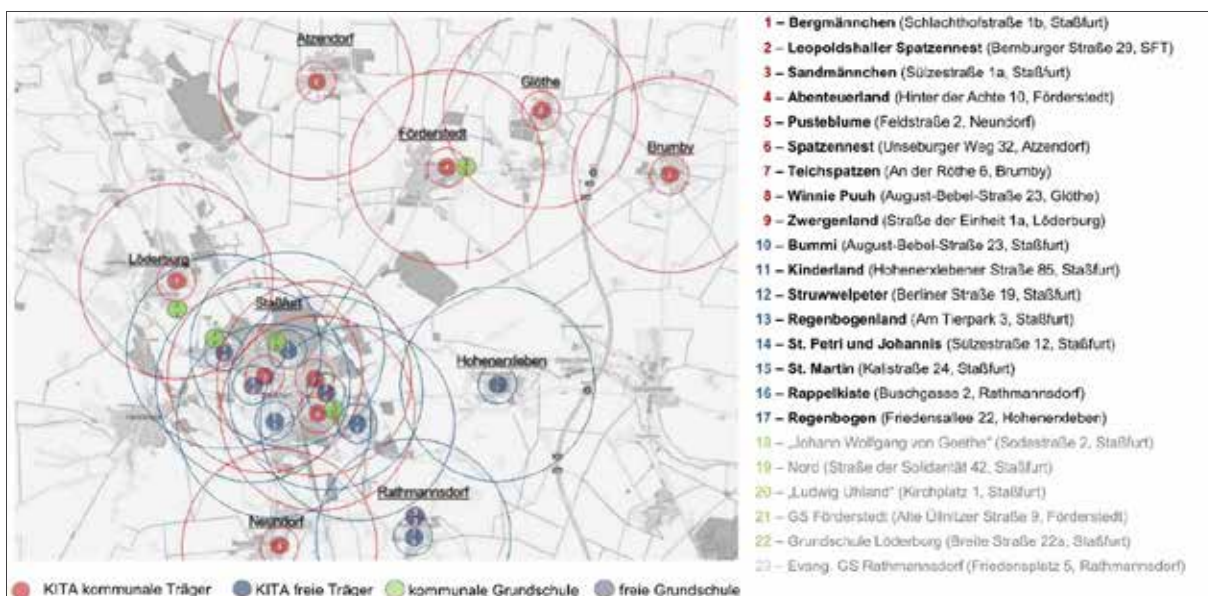 Atzendorf
Glöthe
Förderstedt
Brumby
Löderburg
Staßfurt
Hohenerxleben
Rathmannsdorf
Neundorf
KITA kommunale Träger
KITA freie Träger
kommunale Grundschule
freie Grundschule
1 – Bergmännchen (Schlachthofstraße 1b, Staßfurt)
2 – Leopoldshaller Spatzennest (Bernburger Straße 29, SFT)
3 – Sandmännchen (Sülzestraße 1a, Staßfurt)
4 – Abenteuerland (Hinter der Achte 10, Förderstedt)
5 – Pusteblume (Feldstraße 2, Neundorf)
6 – Spatzennest (Unseburger Weg 32, Atzendorf)
7 – Teichspatzen (An der Röthe 6, Brumby)
8 – Winnie Puuh (August-Bebel-Straße 23, Glöthe)
9 – Zwergenland (Straße der Einheit 1a, Löderburg)
10 – Bummi (August-Bebel-Straße 23, Staßfurt)
11 – Kinderland (Hohenerxlebener Straße 85, Staßfurt)
12 – Struwwelpeter (Berliner Straße 19, Staßfurt)
13 – Regenbogenland (Am Tierpark 3, Staßfurt)
14 – St. Petri und Johannis (Sülzestraße 12, Staßfurt)
15 – St. Martin (Kalistraße 24, Staßfurt)
16 – Rappelkiste (Buschgasse 2, Rathmannsdorf)
17 – Regenbogen (Friedensallee 22, Hohenerxleben)
18 – „Johann Wolfgang von Goethe“ (Sodastraße 2, Staßfurt)
19 – Nord (Straße der Solidarität 42, Staßfurt)
20 – „Ludwig Uhland“ (Kirchplatz 1, Staßfurt)
21 – GS Förderstedt (Alte Üllnitzer Straße 9, Förderstedt)
22 – Grundschule Löderburg (Breite Straße 22a, Staßfurt)
23 – Evang. GS Rathmannsdorf (Friedensplatz 5, Rathmannsdorf)